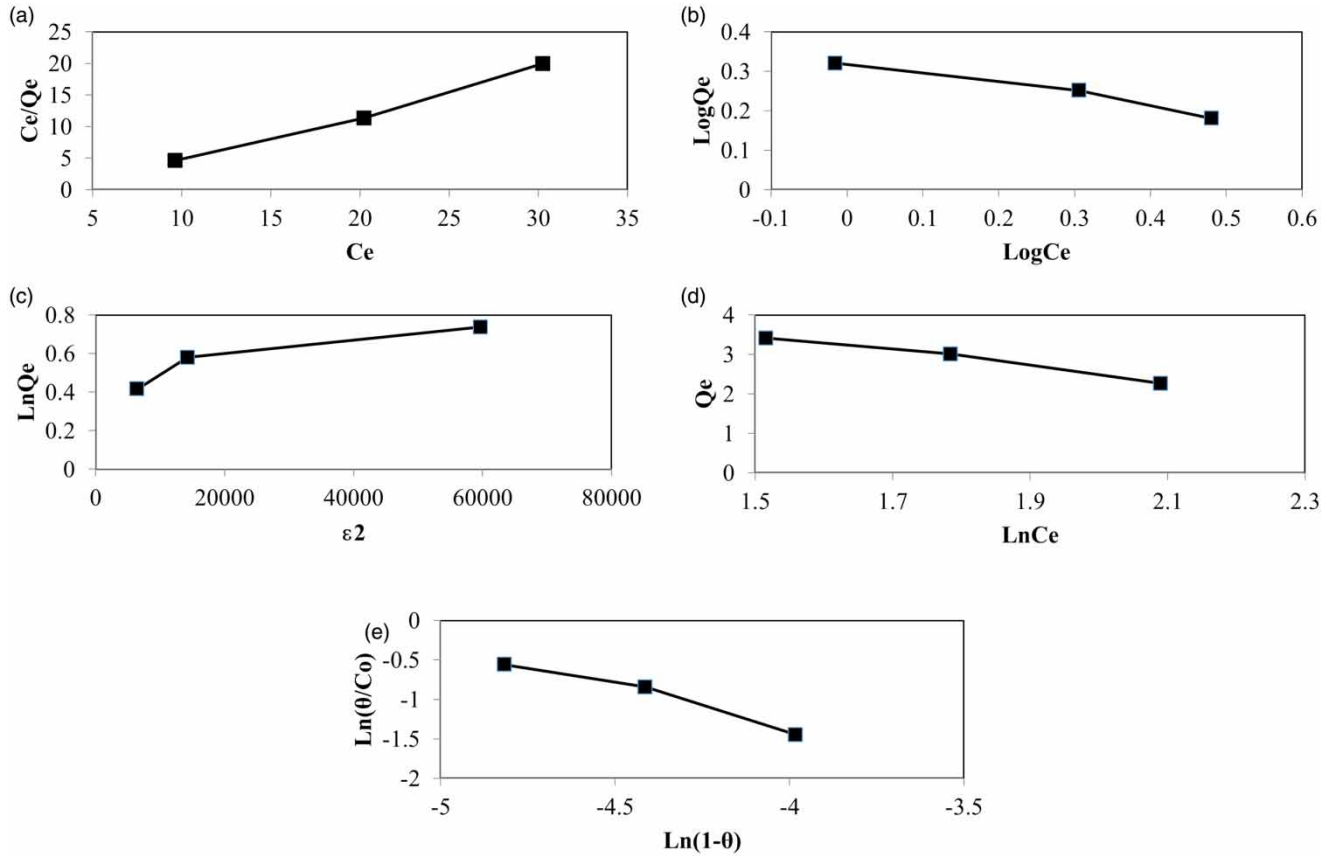 (a)
25
20
15
10
5
0
Ce/Qe
5 10 15 20 25 30 35
Ce
(b)
0.4
0.3
0.2
0.1
0
LogQe
-0.1 0 0.1 0.2 0.3 0.4 0.5 0.6
LogCe
(c)
0.8
0.6
0.4
0.2
0
LnQe
0 20000 40000 60000 80000
ε2
(d)
4
3
2
1
0
Qe
1.5 1.7 1.9 2.1 2.3
LnCe
(e)
0
-0.5
-1
-1.5
-2
Ln(θ/Co)
-5 -4.5 -4 -3.5
Ln(1-θ)